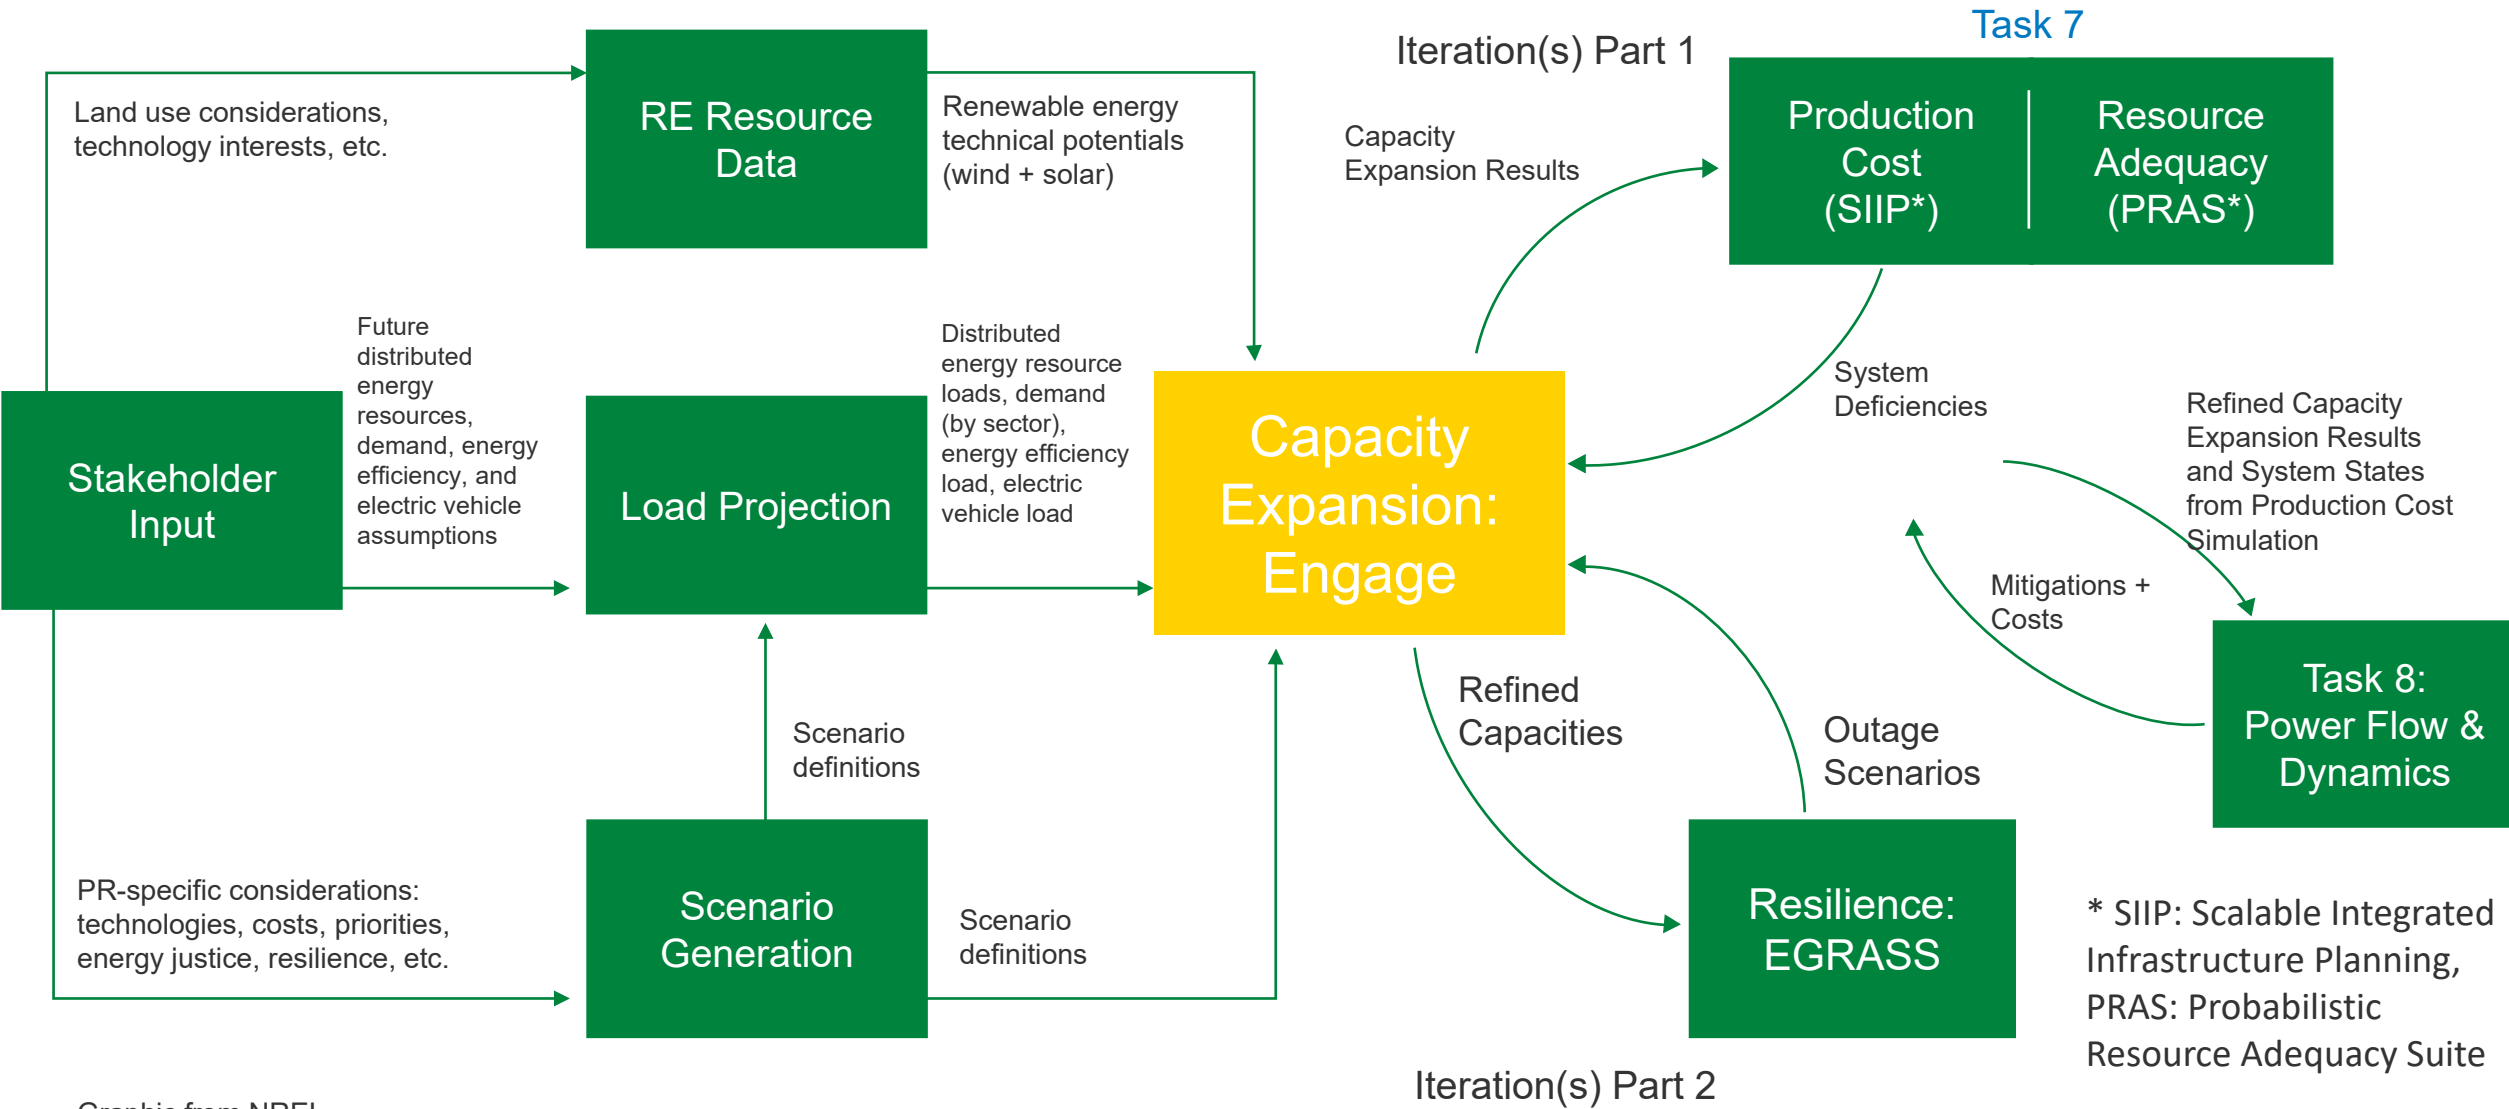 Task 7
Iteration(s) Part 1
Land use considerations,
technology interests, etc.
RE Resource
Data
Renewable energy
technical potentials
(wind + solar)
Capacity
Expansion Results
Production
Cost
(SIIP*)
Resource
Adequacy
(PRAS*)
Future
distributed
energy
resources,
demand, energy
efficiency, and
electric vehicle
assumptions
Distributed
energy resource
loads, demand
(by sector),
energy efficiency
load, electric
vehicle load
System
Deficiencies
Refined Capacity
Expansion Results
and System States
from Production Cost
Simulation
Stakeholder
Input
Load Projection
Capacity
Expansion:
Engage
Mitigations +
Costs
Task 8:
Power Flow &
Dynamics
Refined
Capacities
Outage
Scenarios
Scenario
definitions
PR-specific considerations:
technologies, costs, priorities,
energy justice, resilience, etc.
Scenario
Generation
Scenario
definitions
Resilience:
EGRASS
* SIIP: Scalable Integrated
Infrastructure Planning,
PRAS: Probabilistic
Resource Adequacy Suite
Iteration(s) Part 2
Graphic from NREL